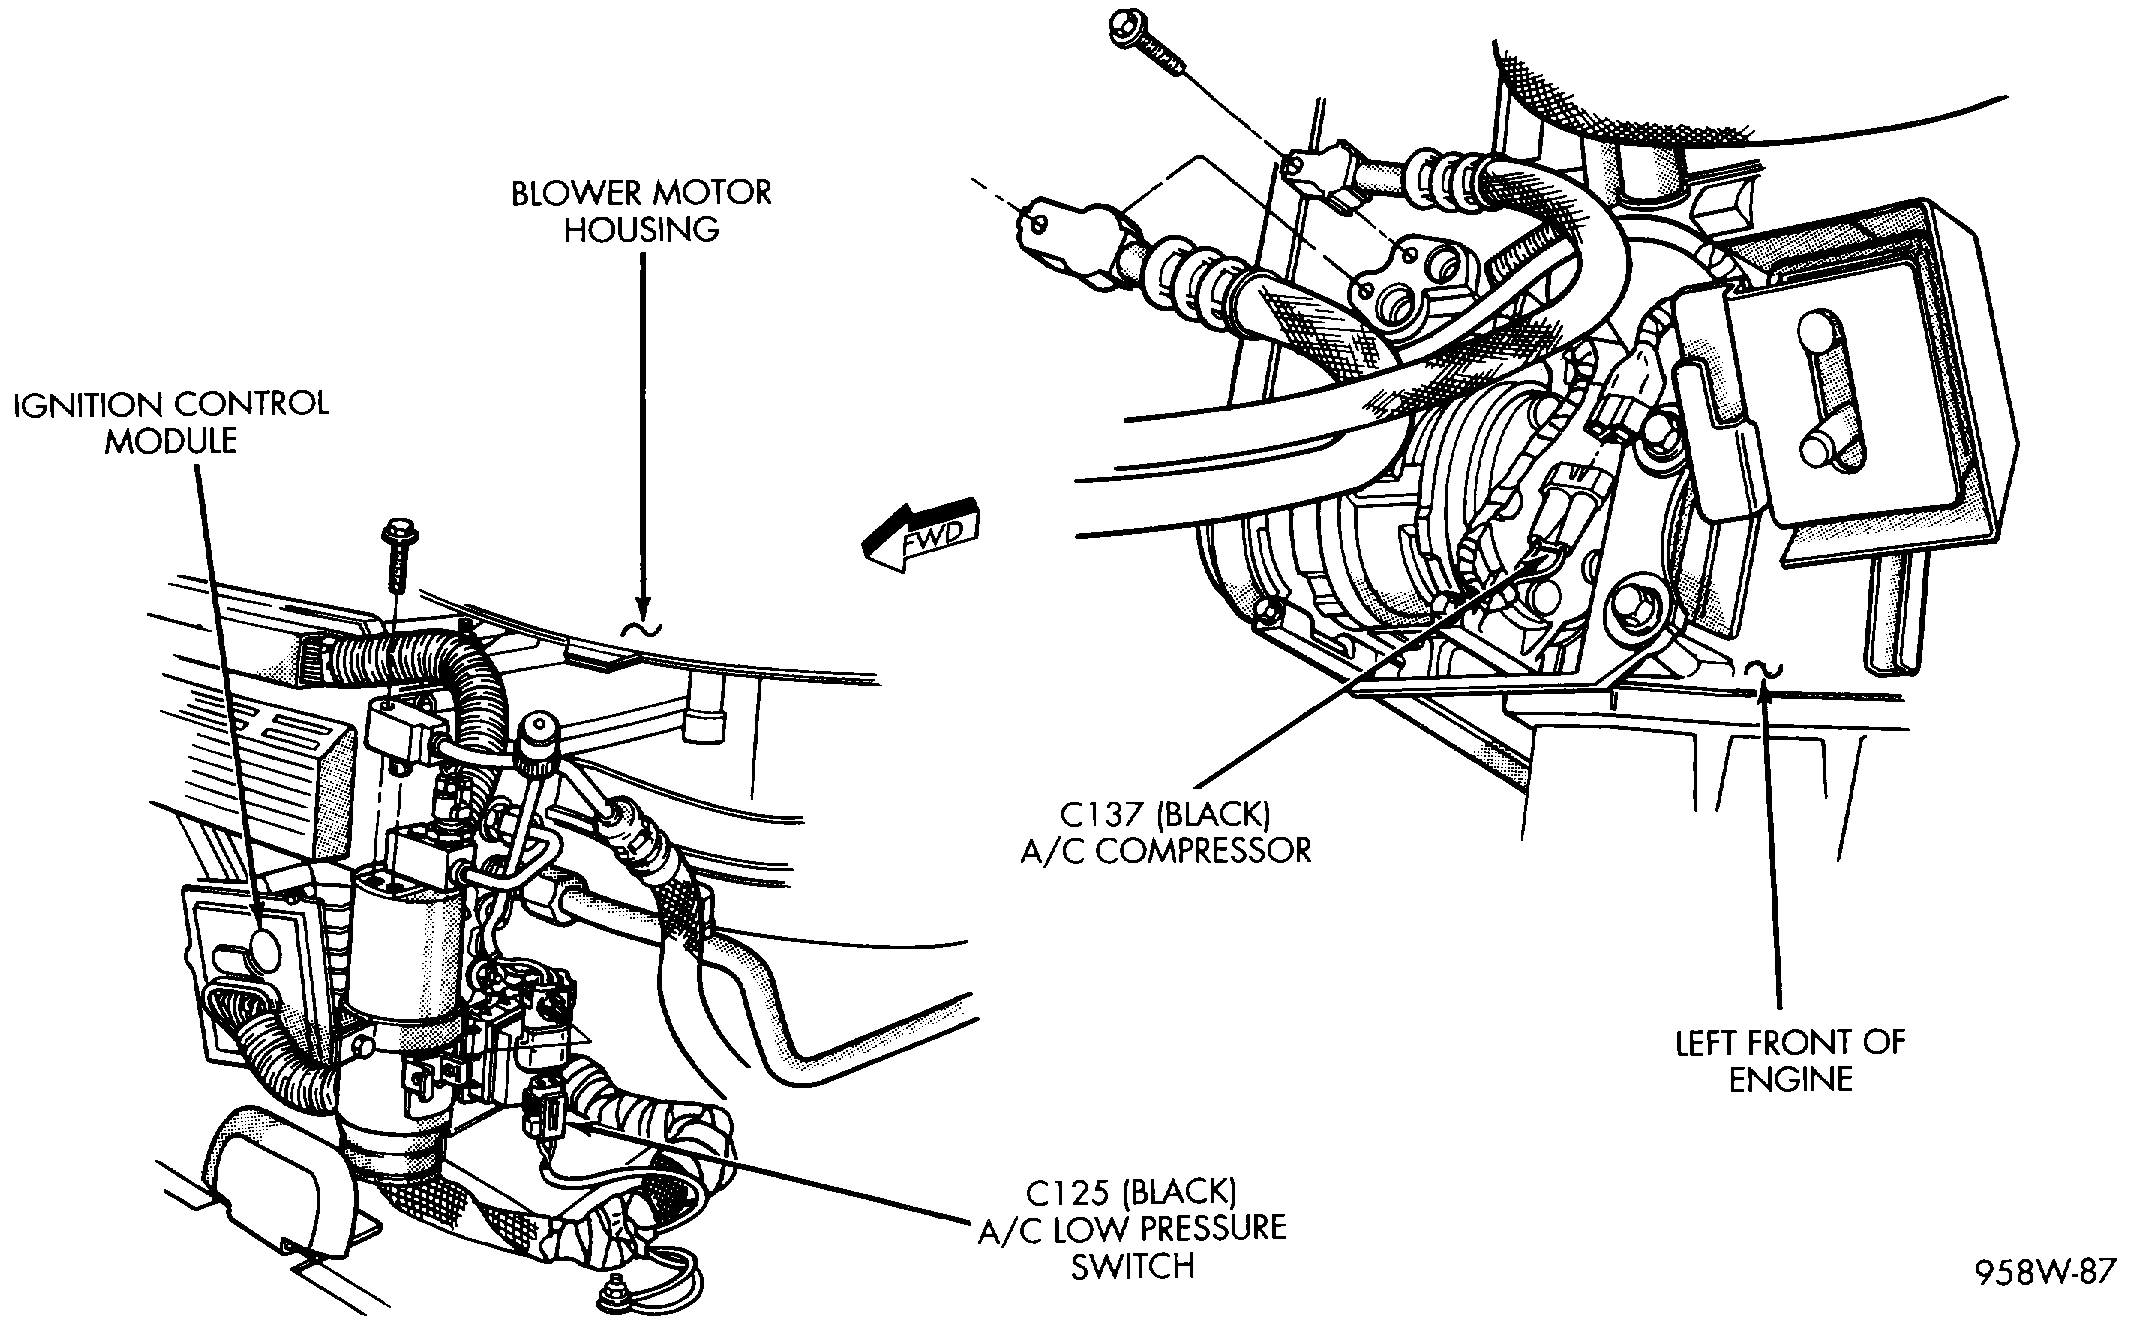 BLOWER MOTOR
HOUSING
IGNITION CONTROL
MODULE
FWD
C137 (BLACK)
A/C COMPRESSOR
LEFT FRONT OF
ENGINE
C125 (BLACK)
A/C LOW PRESSURE
SWITCH
958W-87